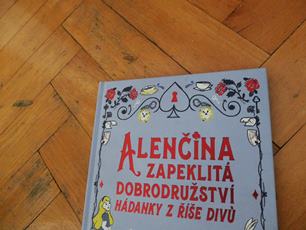 ALENČINA
ZAPEKLITÁ
DOBRODRUŽSTVÍ
HÁDANKY Z ŘÍŠE DIVŮ